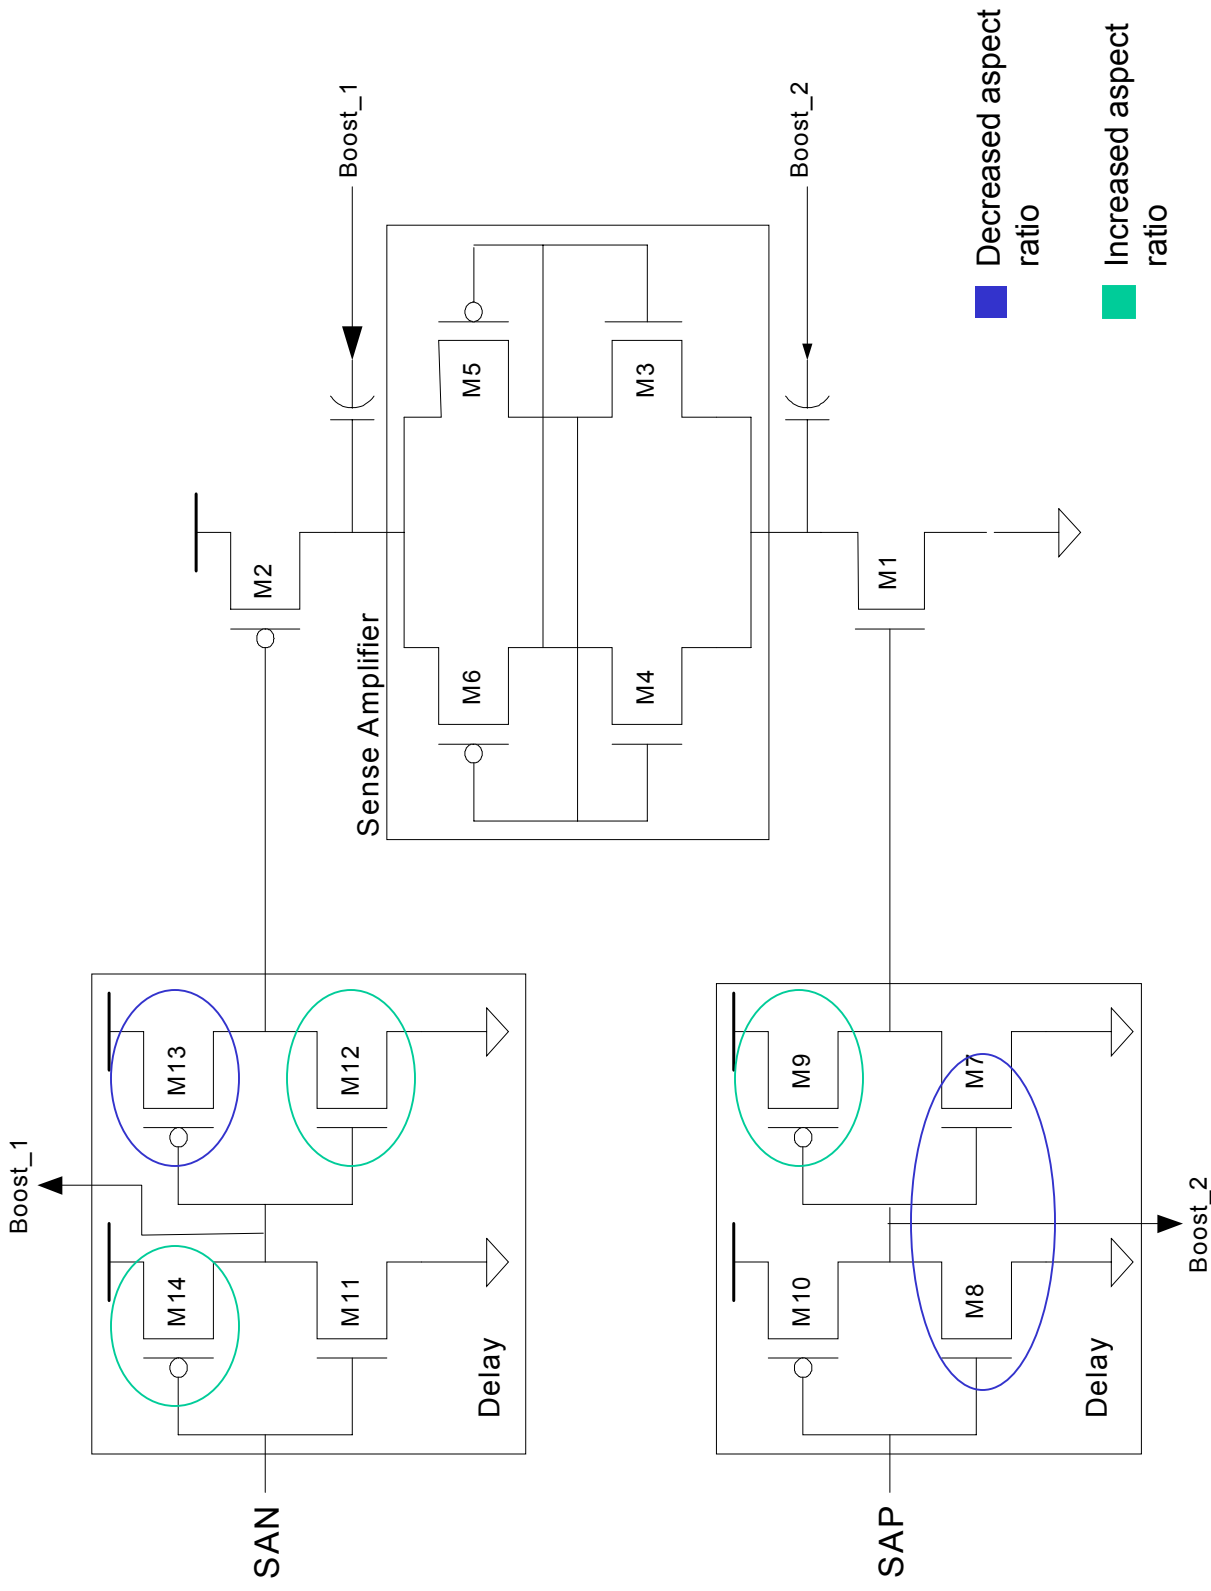 Boost_1
M14
M13
M11
M12
Delay
SAN
M2
Boost_1
Sense Amplifier
M6
M5
M4
M3
Boost_2
M1
M10
M9
M8
M7
Delay
SAP
Boost_2
Decreased aspect
ratio
Increased aspect
ratio